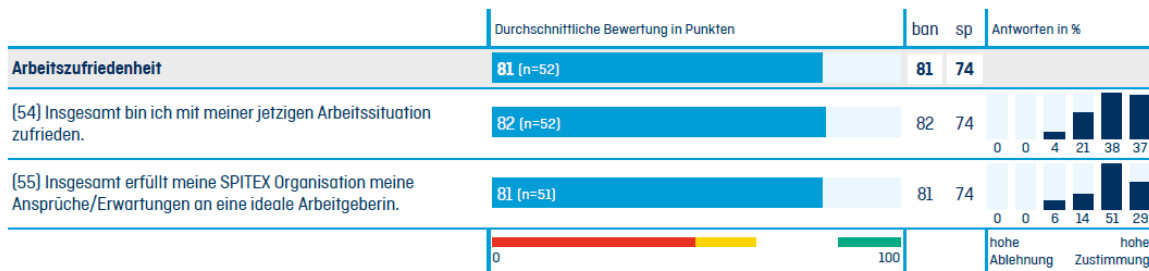 Durchschnittliche Bewertung in Punkten ban sp Antworten in %
Arbeitszufriedenheit 81 (n=52) 81 74
(54) Insgesamt bin ich mit meiner jetzigen Arbeitssituation
zufrieden.
82 (n=52) 82 74
0 0 4 21 38 37
(55) Insgesamt erfüllt meine SPITEX Organisation meine
Ansprüche/Erwartungen an eine ideale Arbeitgeberin.
81 (n=51) 81 74
0 0 6 14 51 29
0 100
hohe Ablehnung
hohe Zustimmung